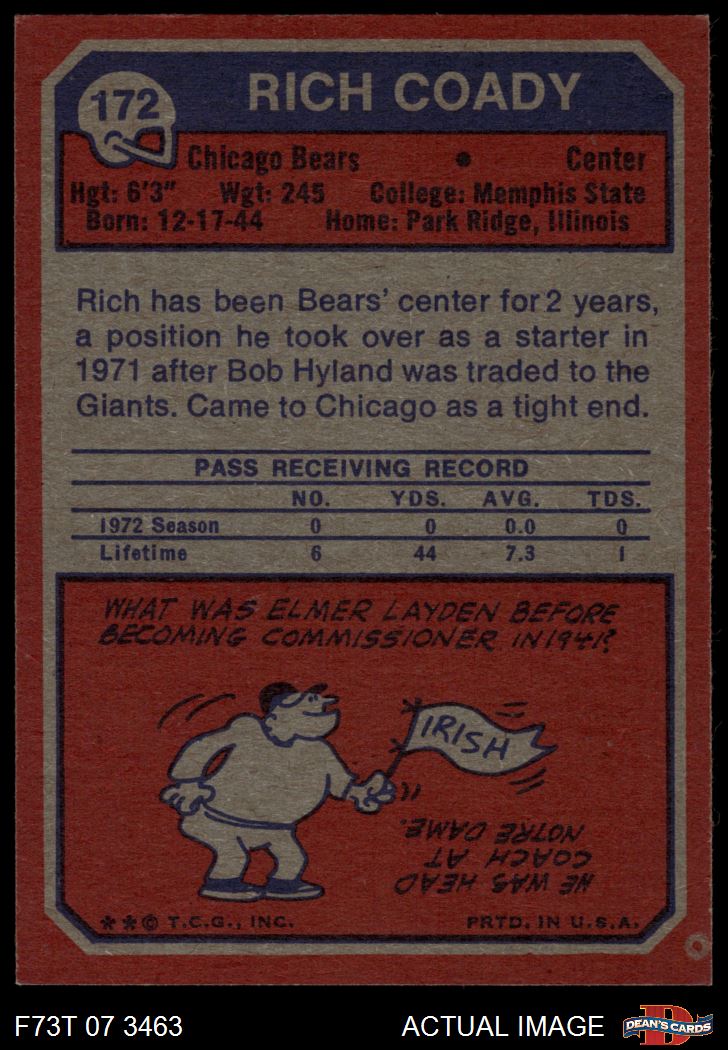 172
RICH COADY
Chicago Bears • Center
Hgt: 6'3" Wgt: 245 College: Memphis State
Born: 12-17-44 Home: Park Ridge, Illinois
Rich has been Bears' center for 2 years,
a position he took over as a starter in
1971 after Bob Hyland was traded to the
Giants. Came to Chicago as a tight end.
PASS RECEIVING RECORD
NO. YDS. AVG. TDS.
1972 Season 0 0 0.0 0
Lifetime 6 44 7.3 1
WHAT WAS ELMER LAYDEN BEFORE
BECOMING COMMISSIONER IN 1941?
IRISH
HE WAS HEAD
COACH AT
NOTRE DAME.
**© T.C.G., INC. PRTD. IN U.S.A.
F73T 07 3463 ACTUAL IMAGE
D
DEAN'S CARDS